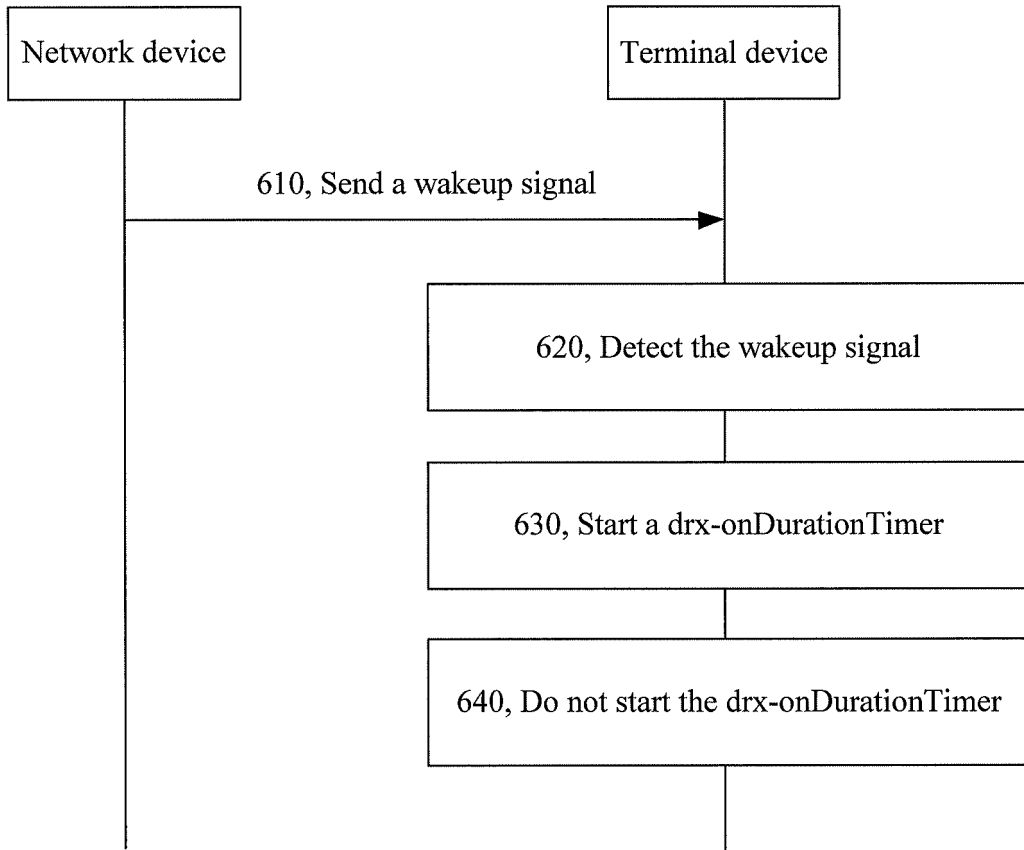 Network device
Terminal device
610, Send a wakeup signal
620, Detect the wakeup signal
630, Start a drx-onDurationTimer
640, Do not start the drx-onDurationTimer